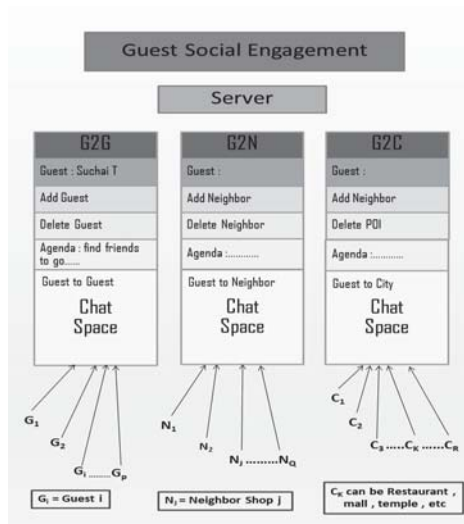 Guest Social Engagement
Server
G2G
Guest : Suchai T
Add Guest
Delete Guest
Agenda : find friends
to go......
Guest to Guest
Chat
Space
G2N
Guest :
Add Neighbor
Delete Neighbor
Agenda :............
Guest to Neighbor
Chat
Space
G2C
Guest :
Add Neighbor
Delete POI
Agenda :............
Guest to City
Chat
Space
G1
G2
Gi ........Gp
N1
N2
Nj ..........NQ
C1
C2
C3 .....CK ......CR
Gi = Guest i
NJ = Neighbor Shop j
CK can be Restaurant ,
mall , temple , etc